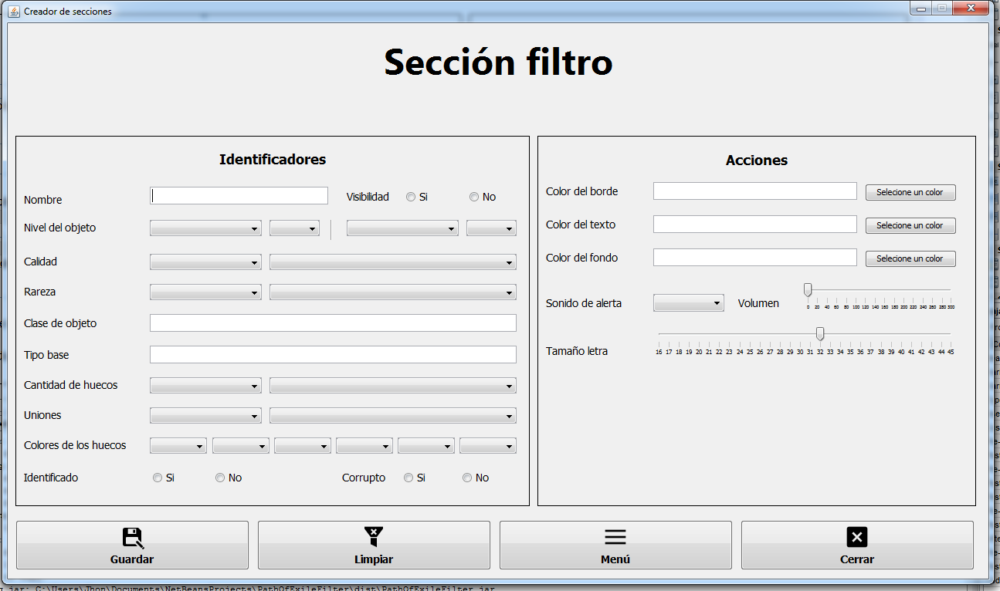 Creador de secciones
Sección filtro
Identificadores
Nombre
Visibilidad Si No
Nivel del objeto
Calidad
Rareza
Clase de objeto
Tipo base
Cantidad de huecos
Uniones
Colores de los huecos
Identificado Si No Corrupto Si No
Acciones
Color del borde Selecione un color
Color del texto Selecione un color
Color del fondo Selecione un color
Sonido de alerta Volumen
0 20 40 60 80 100 120 140 160 180 200 220 240 260 280 300
Tamaño letra
16 17 18 19 20 21 22 23 24 25 26 27 28 29 30 31 32 33 34 35 36 37 38 39 40 41 42 43 44 45
Guardar Limpiar Menú Cerrar
jar: C:\Users\Jhon\Documents\NetBeansProjects\PathOfExileFilter\dist\PathOfExileFilter.jar